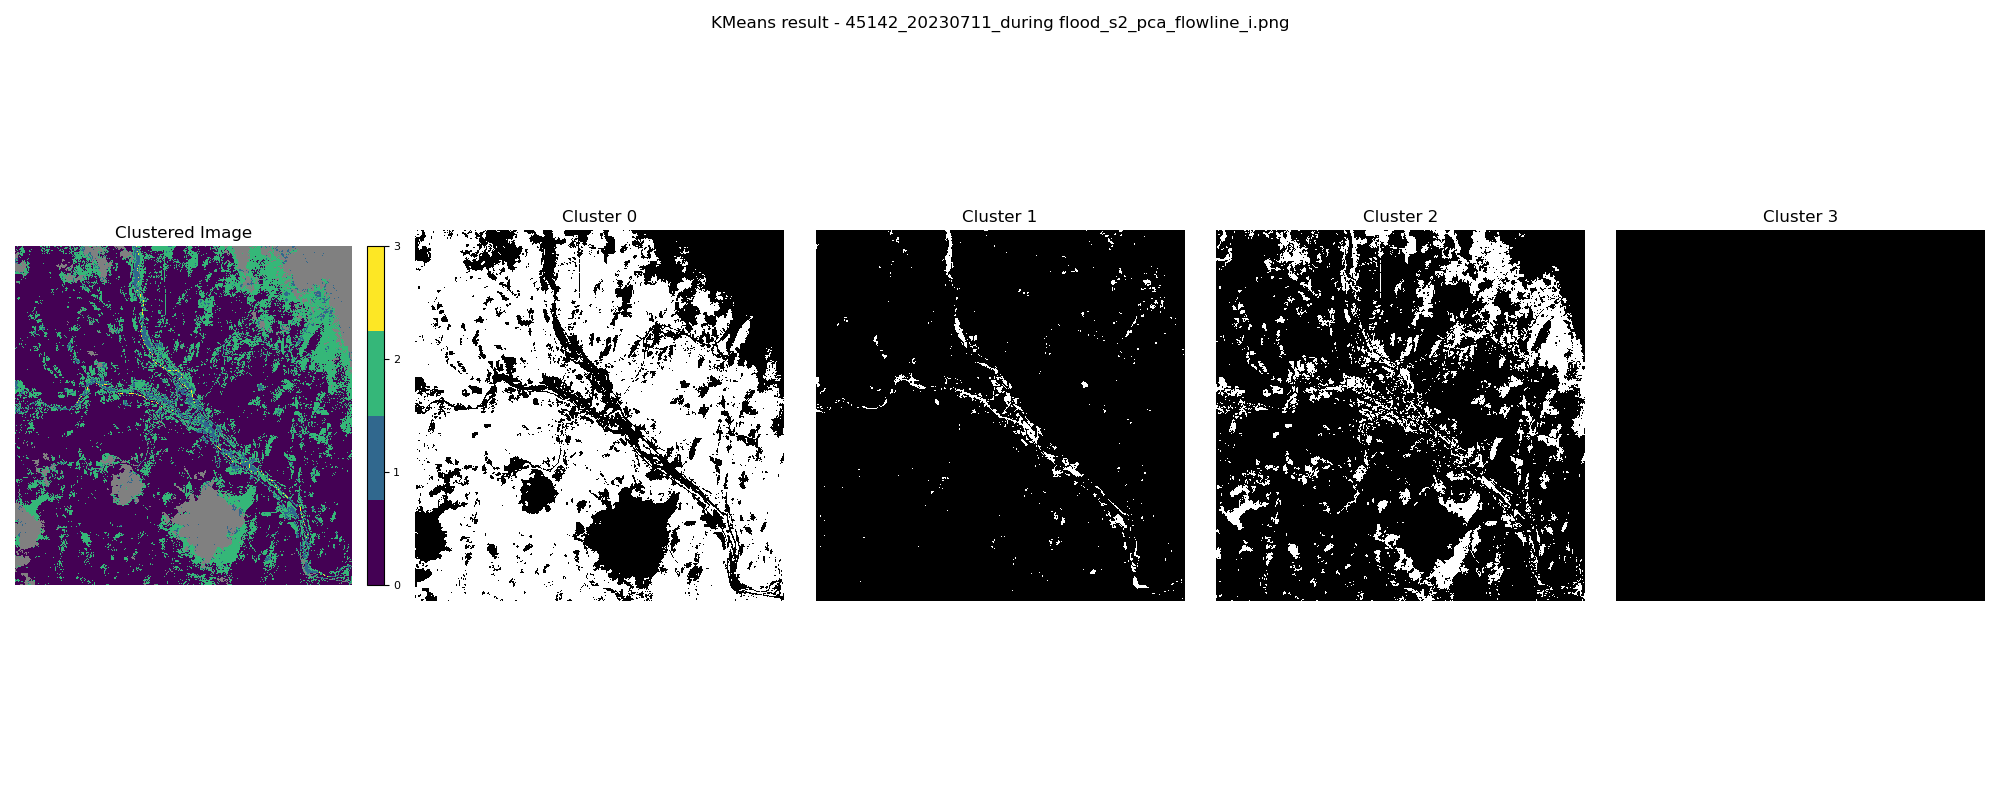 KMeans result - 45142_20230711_during flood_s2_pca_flowline_i.png
Clustered Image
Cluster 0
Cluster 1
Cluster 2
Cluster 3
3
2
1
0